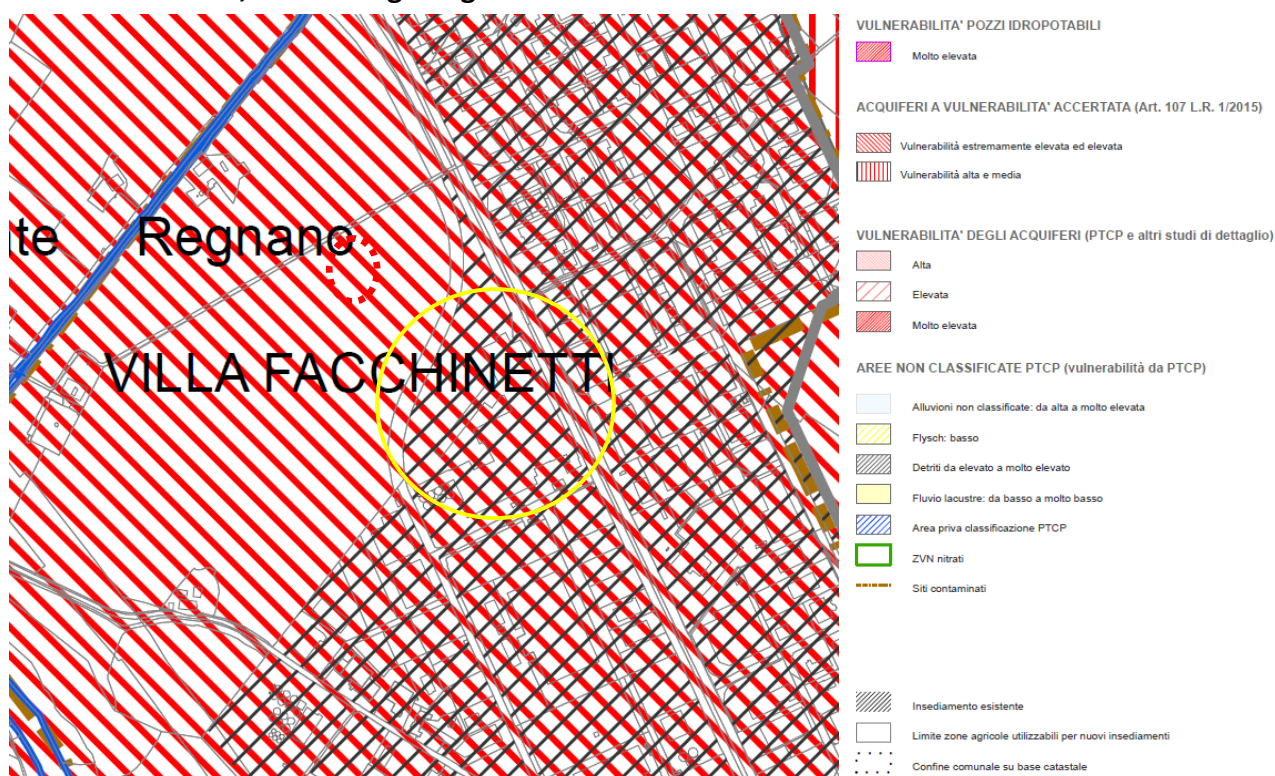 te Regnano
VILLA FACCHINETTI
VULNERABILITA' POZZI IDROPOTABILI
Molto elevata
ACQUIFERI A VULNERABILITA' ACCERTATA (Art. 107 L.R. 1/2015)
Vulnerabilità estremamente elevata ed elevata
Vulnerabilità alta e media
VULNERABILITA' DEGLI ACQUIFERI (PTCP e altri studi di dettaglio)
Alta
Elevata
Molto elevata
AREE NON CLASSIFICATE PTCP (vulnerabilità da PTCP)
Alluvioni non classificate: da alta a molto elevata
Flysch: basso
Detriti da elevato a molto elevato
Fluvio lacustre: da basso a molto basso
Area priva classificazione PTCP
ZVN nitrati
Siti contaminati
Insediamento esistente
Limite zone agricole utilizzabili per nuovi insediamenti
Confine comunale su base catastale